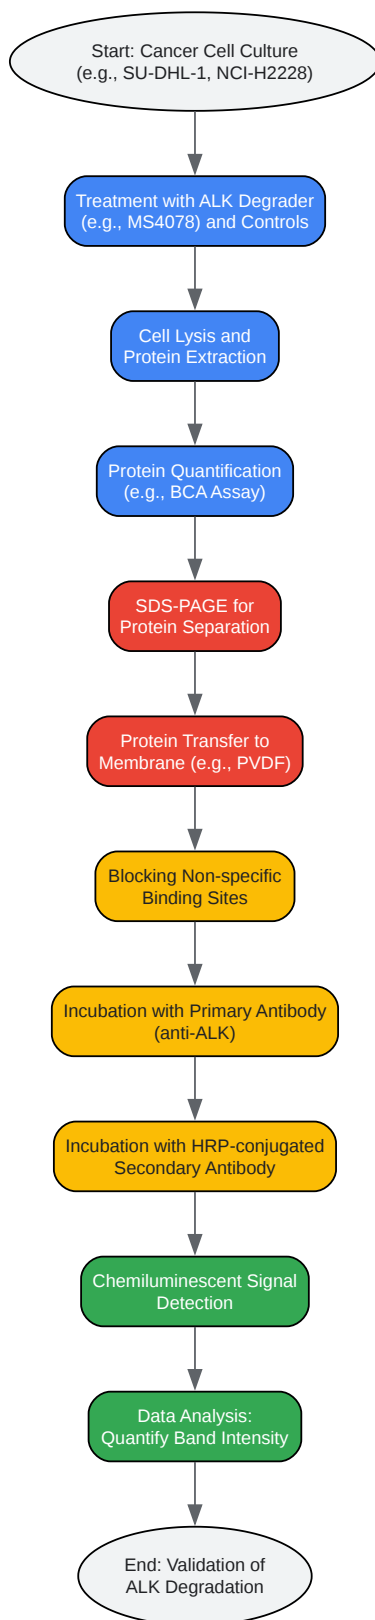 Start: Cancer Cell Culture
(e.g., SU-DHL-1, NCI-H2228)
Treatment with ALK Degrader
(e.g., MS4078) and Controls
Cell Lysis and
Protein Extraction
Protein Quantification
(e.g., BCA Assay)
SDS-PAGE for
Protein Separation
Protein Transfer to
Membrane (e.g., PVDF)
Blocking Non-specific
Binding Sites
Incubation with Primary Antibody
(anti-ALK)
Incubation with HRP-conjugated
Secondary Antibody
Chemiluminescent Signal
Detection
Data Analysis:
Quantify Band Intensity
End: Validation of
ALK Degradation